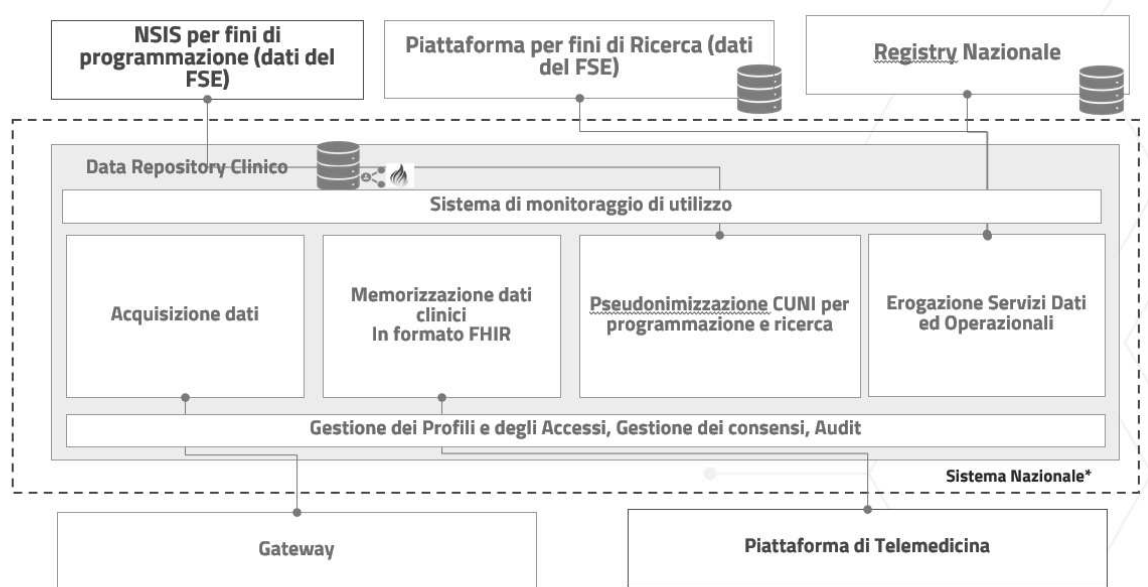 NSIS per fini di
programmazione (dati del
FSE)
Piattaforma per fini di Ricerca (dati
del FSE)
Registry Nazionale
Data Repository Clinico
Sistema di monitoraggio di utilizzo
Acquisizione dati
Memorizzazione dati
clinici
In formato FHIR
Pseudonimizzazione CUNI per
programmazione e ricerca
Erogazione Servizi Dati
ed Operazionali
Gestione dei Profili e degli Accessi, Gestione dei consensi, Audit
Sistema Nazionale*
Gateway
Piattaforma di Telemedicina